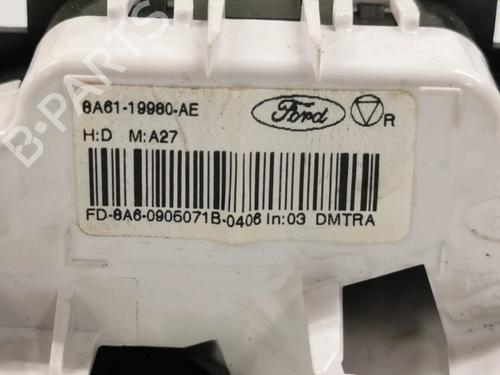 8A61-19980-AE
Ford
R
H:D M:A27
FD-8A6-0905071B-0406 In:03 DMTRA
B-PARTS